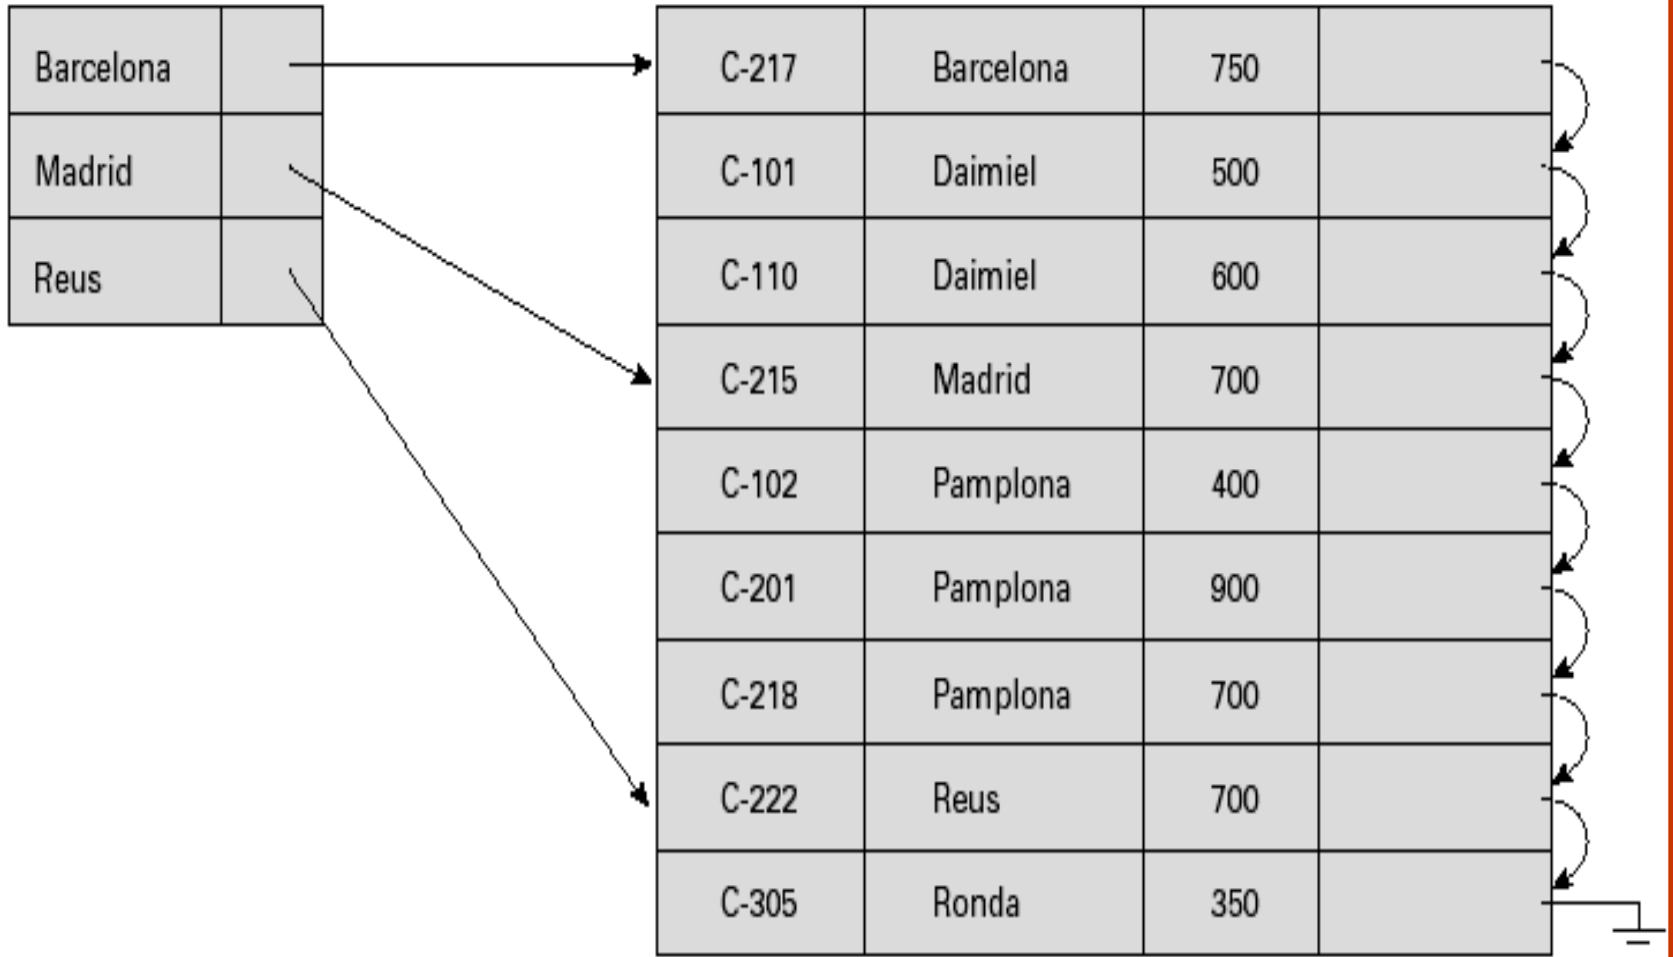 Barcelona
Madrid
Reus
C-217 Barcelona 750
C-101 Daimiel 500
C-110 Daimiel 600
C-215 Madrid 700
C-102 Pamplona 400
C-201 Pamplona 900
C-218 Pamplona 700
C-222 Reus 700
C-305 Ronda 350